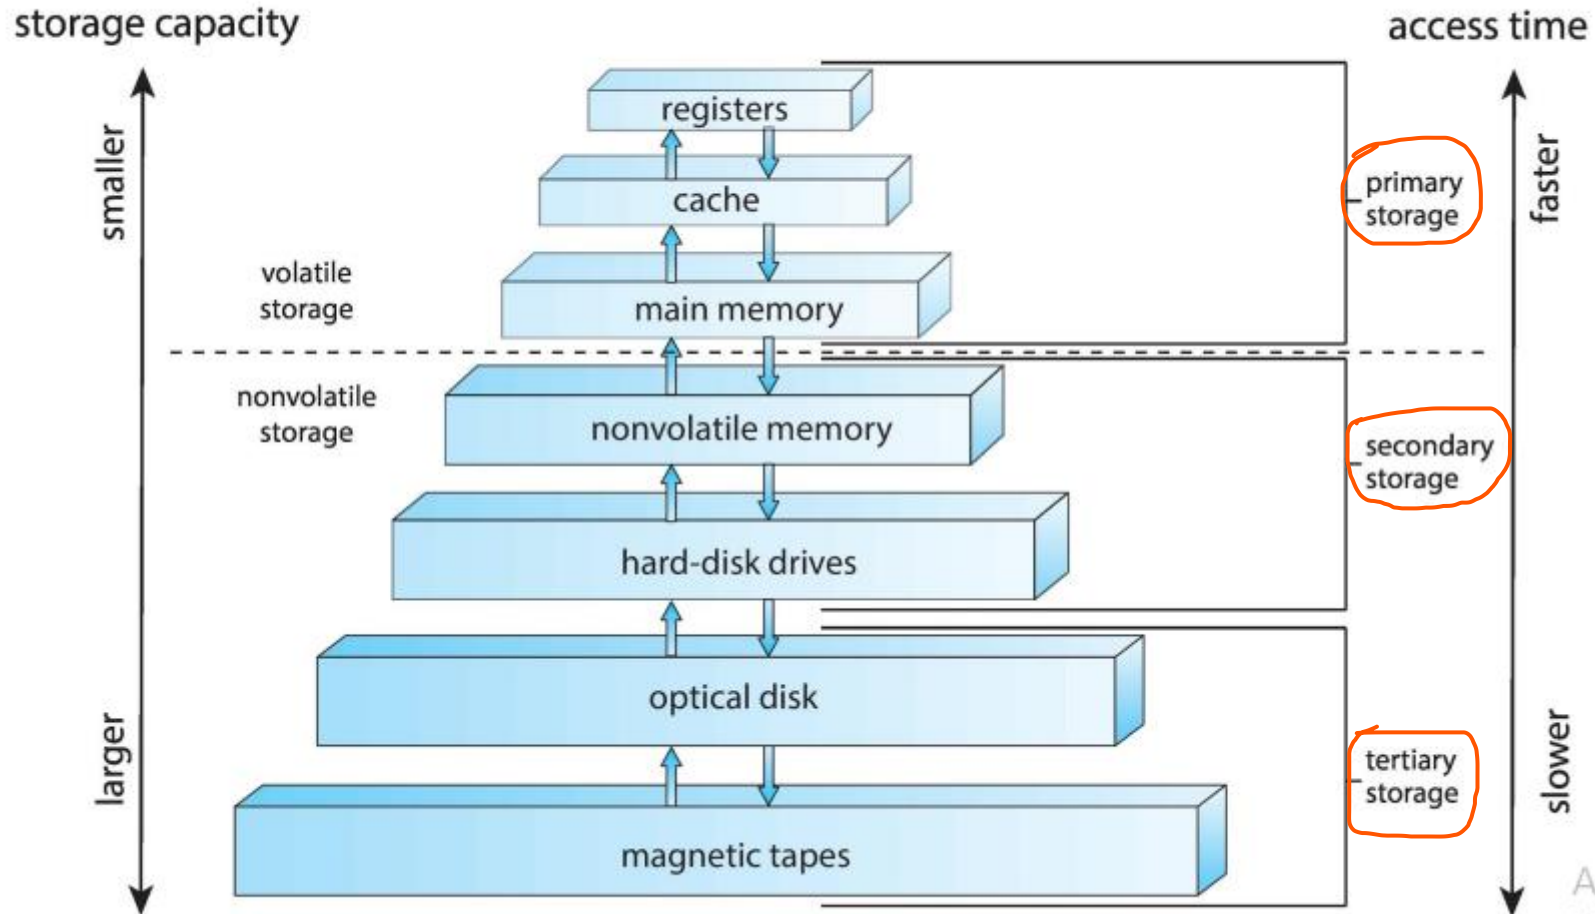 storage capacity
access time
registers
cache
main memory
nonvolatile memory
hard-disk drives
optical disk
magnetic tapes
smaller
larger
volatile
storage
nonvolatile
storage
primary
storage
secondary
storage
tertiary
storage
faster
slower
A